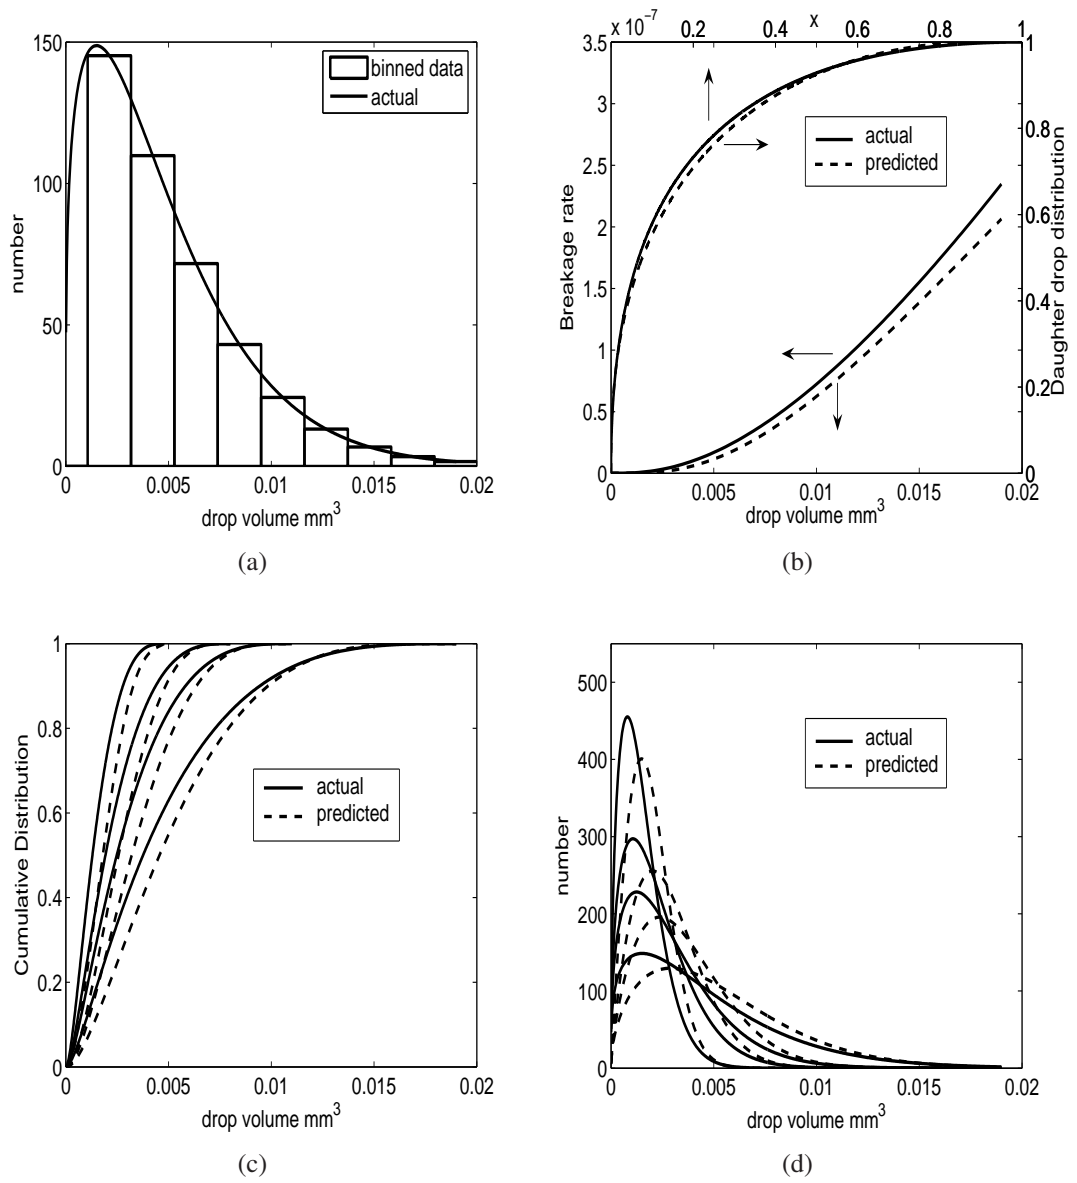 150
100
50
0
0
0.005
0.01
0.015
0.02
number
drop volume mm³
binned data
actual
(a)
x 10⁻⁷
x
0.2
0.4
0.6
0.8
1
3.5
3
2.5
2
1.5
1
0.5
0
1
0.8
0.6
0.4
0.2
0
0
0.005
0.01
0.015
0.02
Breakage rate
Daughter drop distribution
drop volume mm³
actual
predicted
(b)
1
0.8
0.6
0.4
0.2
0
0
0.005
0.01
0.015
0.02
Cumulative Distribution
drop volume mm³
actual
predicted
(c)
500
400
300
200
100
0
0
0.005
0.01
0.015
0.02
number
drop volume mm³
actual
predicted
(d)